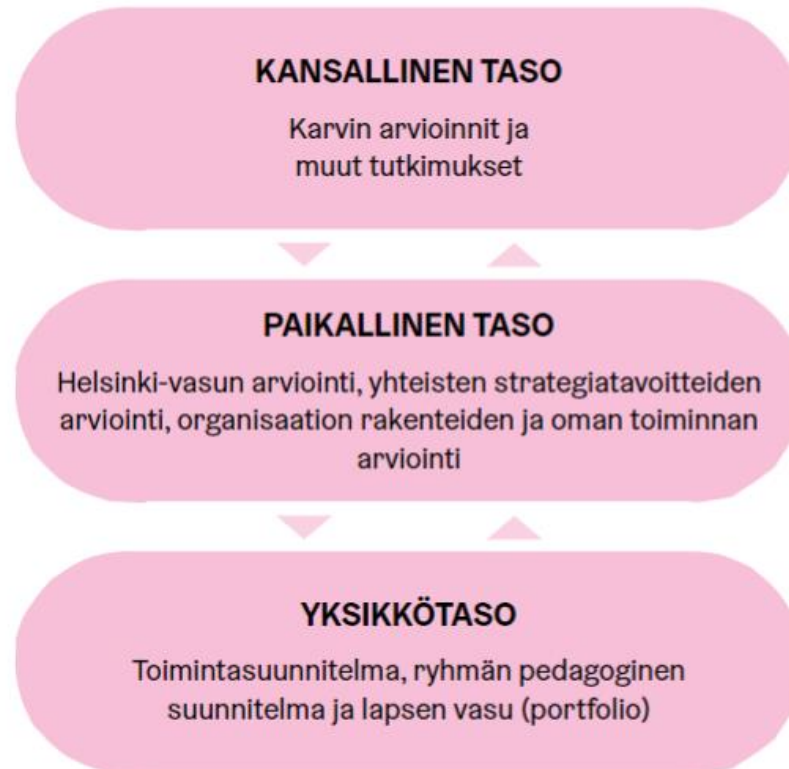 KANSALLINEN TASO
Karvin arvioinnit ja
muut tutkimukset
PAIKALLINEN TASO
Helsinki-vasun arviointi, yhteisten strategiatavoitteiden
arviointi, organisaation rakenteiden ja oman toiminnan
arviointi
YKSIKKÖTASO
Toimintasuunnitelma, ryhmän pedagoginen
suunnitelma ja lapsen vasu (portfolio)